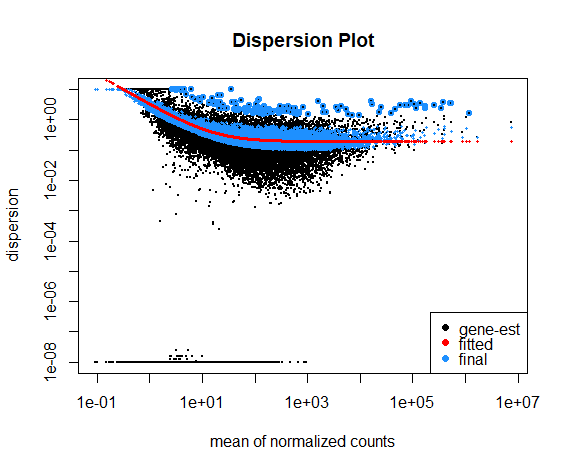 Dispersion Plot
dispersion
1e+00
1e-02
1e-04
1e-06
1e-08
gene-est
fitted
final
1e-01
1e+01
1e+03
1e+05
1e+07
mean of normalized counts